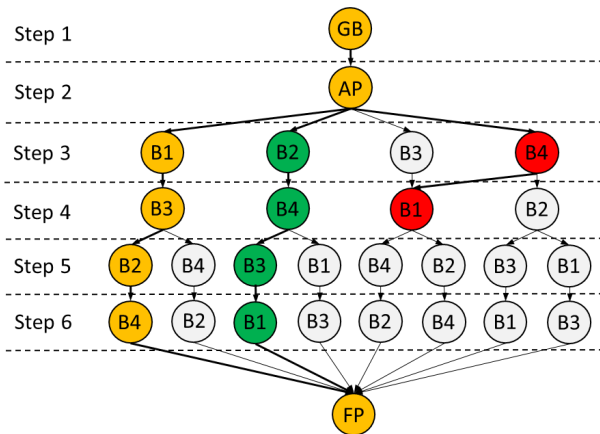 Step 1 GB
Step 2 AP
Step 3 B1 B2 B3 B4
Step 4 B3 B4 B1 B2
Step 5 B2 B4 B3 B1 B4 B2 B3 B1
Step 6 B4 B2 B1 B3 B2 B4 B1 B3
FP